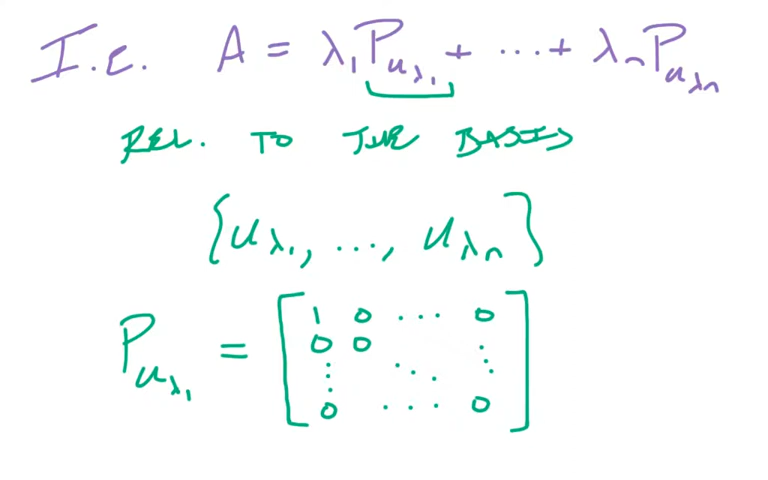 I.e. A = λ₁P_{u_{λ₁}} + ··· + λₙP_{u_{λₙ}}
REL. TO THE BASIS
{u_{λ₁}, ..., u_{λₙ}}
P_{u_{λ₁}} = [1 0 ··· 0
0 0 ⋮
⋮ ⋱ ⋮
0 ··· 0]